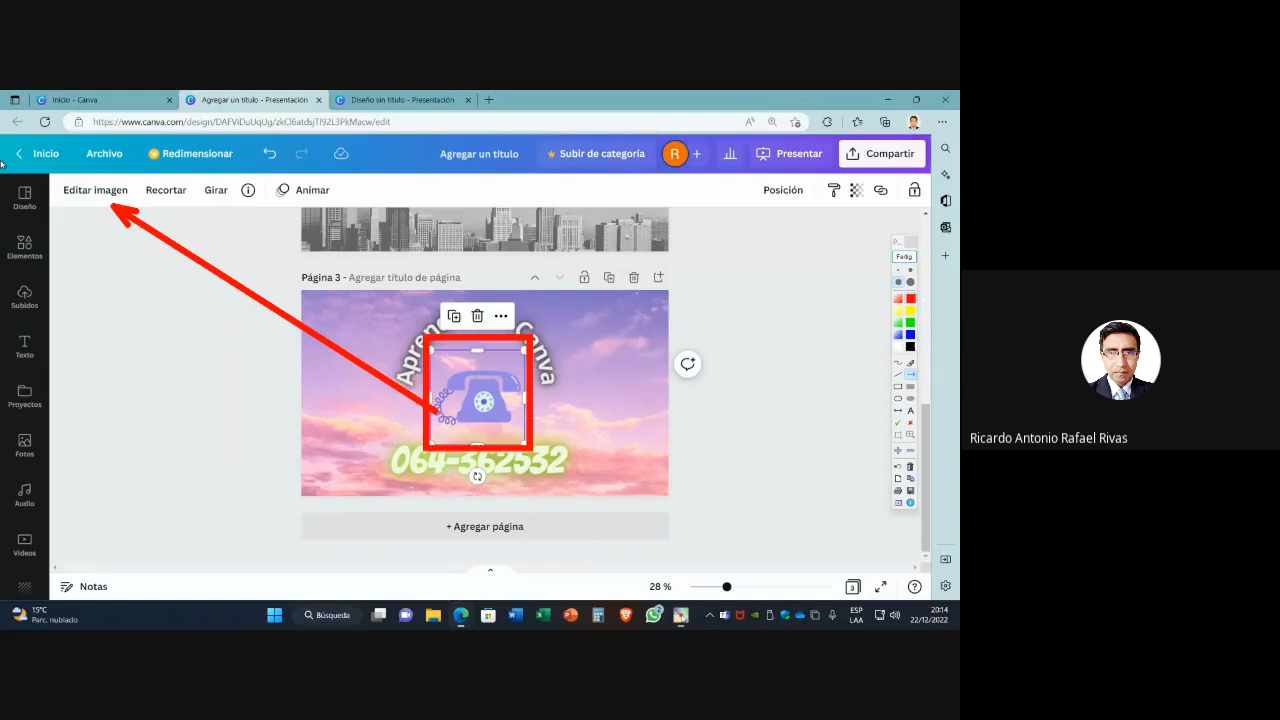 Inicio - Canva
Agregar un título - Presentación
Diseño sin título - Presentación
https://www.canva.com/design/DAFViDuUqUg/zkCl6atdsjTI92L3PkMacw/edit
Inicio
Archivo
Redimensionar
Agregar un título
Subir de categoría
R
Presentar
Compartir
Editar imagen
Recortar
Girar
Animar
Posición
Diseño
Elementos
Subidos
Texto
Proyectos
Fotos
Audio
Videos
Página 3 - Agregar título de página
Canva
064-362532
+ Agregar página
P...
Fertig
A
Notas
28 %
3
15°C
Parc. nublado
Búsqueda
ESP
LAA
20:14
22/12/2022
Ricardo Antonio Rafael Rivas